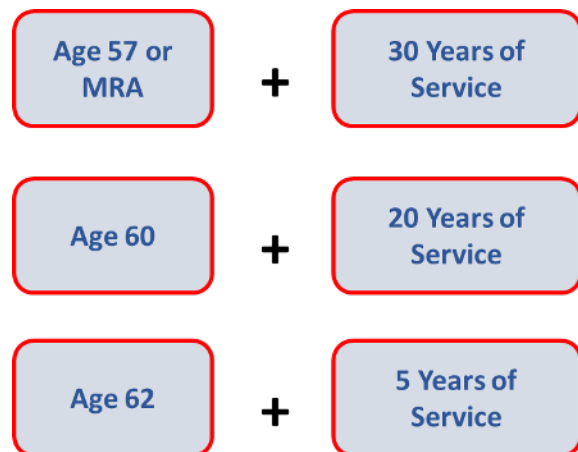 Age 57 or
MRA
+
30 Years of
Service
Age 60
+
20 Years of
Service
Age 62
+
5 Years of
Service